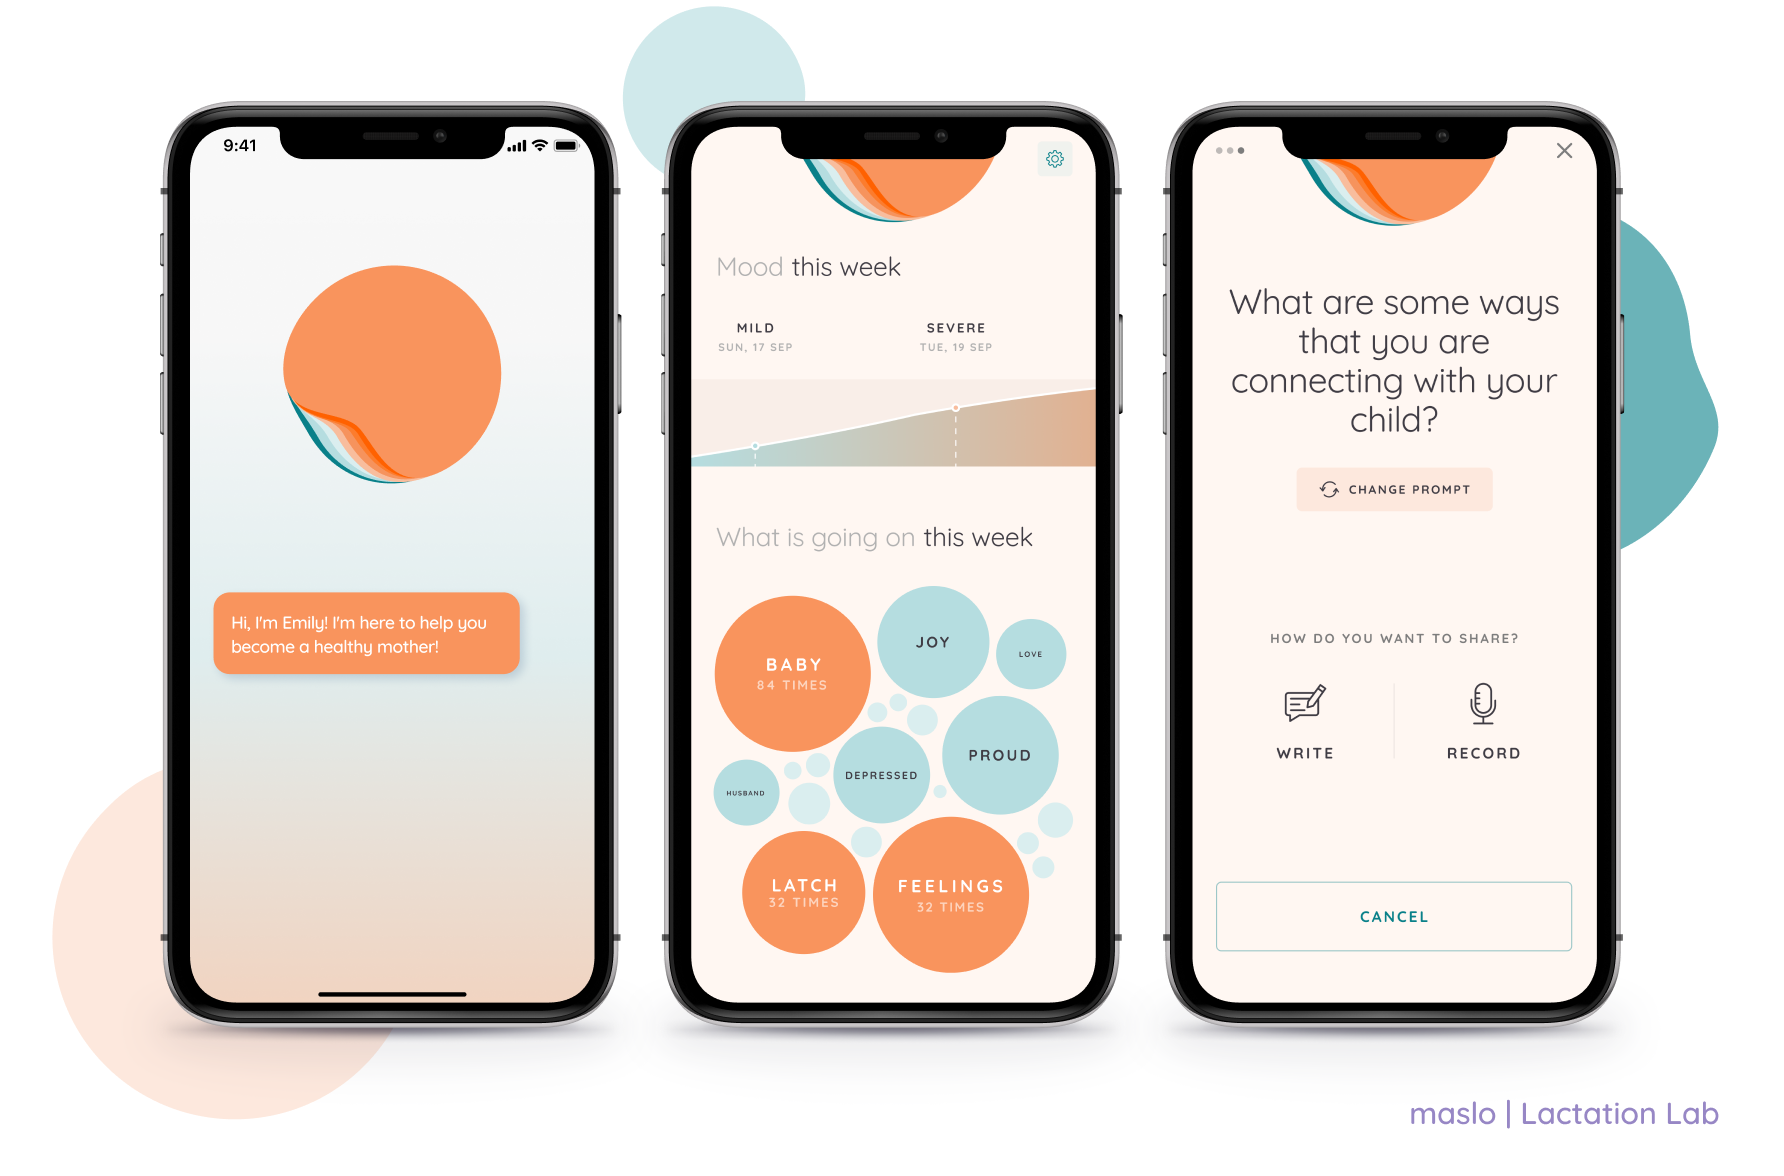 9:41
Hi, I'm Emily! I'm here to help you
become a healthy mother!
Mood this week
MILD
SUN, 17 SEP
SEVERE
TUE, 19 SEP
What is going on this week
BABY
84 TIMES
JOY
LOVE
PROUD
DEPRESSED
HUSBAND
LATCH
32 TIMES
FEELINGS
32 TIMES
What are some ways
that you are
connecting with your
child?
CHANGE PROMPT
HOW DO YOU WANT TO SHARE?
WRITE
RECORD
CANCEL
maslo | Lactation Lab